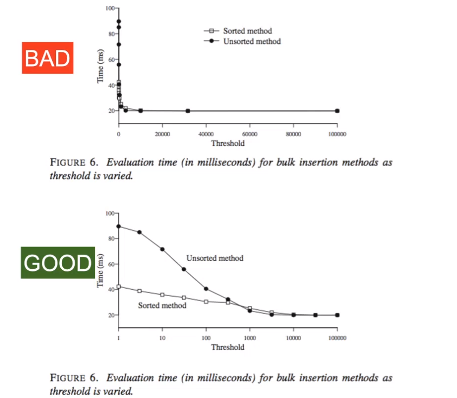 BAD
100
80
60
40
20
Time (ms)
Sorted method
Unsorted method
0 20000 40000 60000 80000 100000
Threshold
FIGURE 6. Evaluation time (in milliseconds) for bulk insertion methods as
threshold is varied.
GOOD
100
80
60
40
20
Time (ms)
Unsorted method
Sorted method
1 10 100 1000 10000 100000
Threshold
FIGURE 6. Evaluation time (in milliseconds) for bulk insertion methods as
threshold is varied.